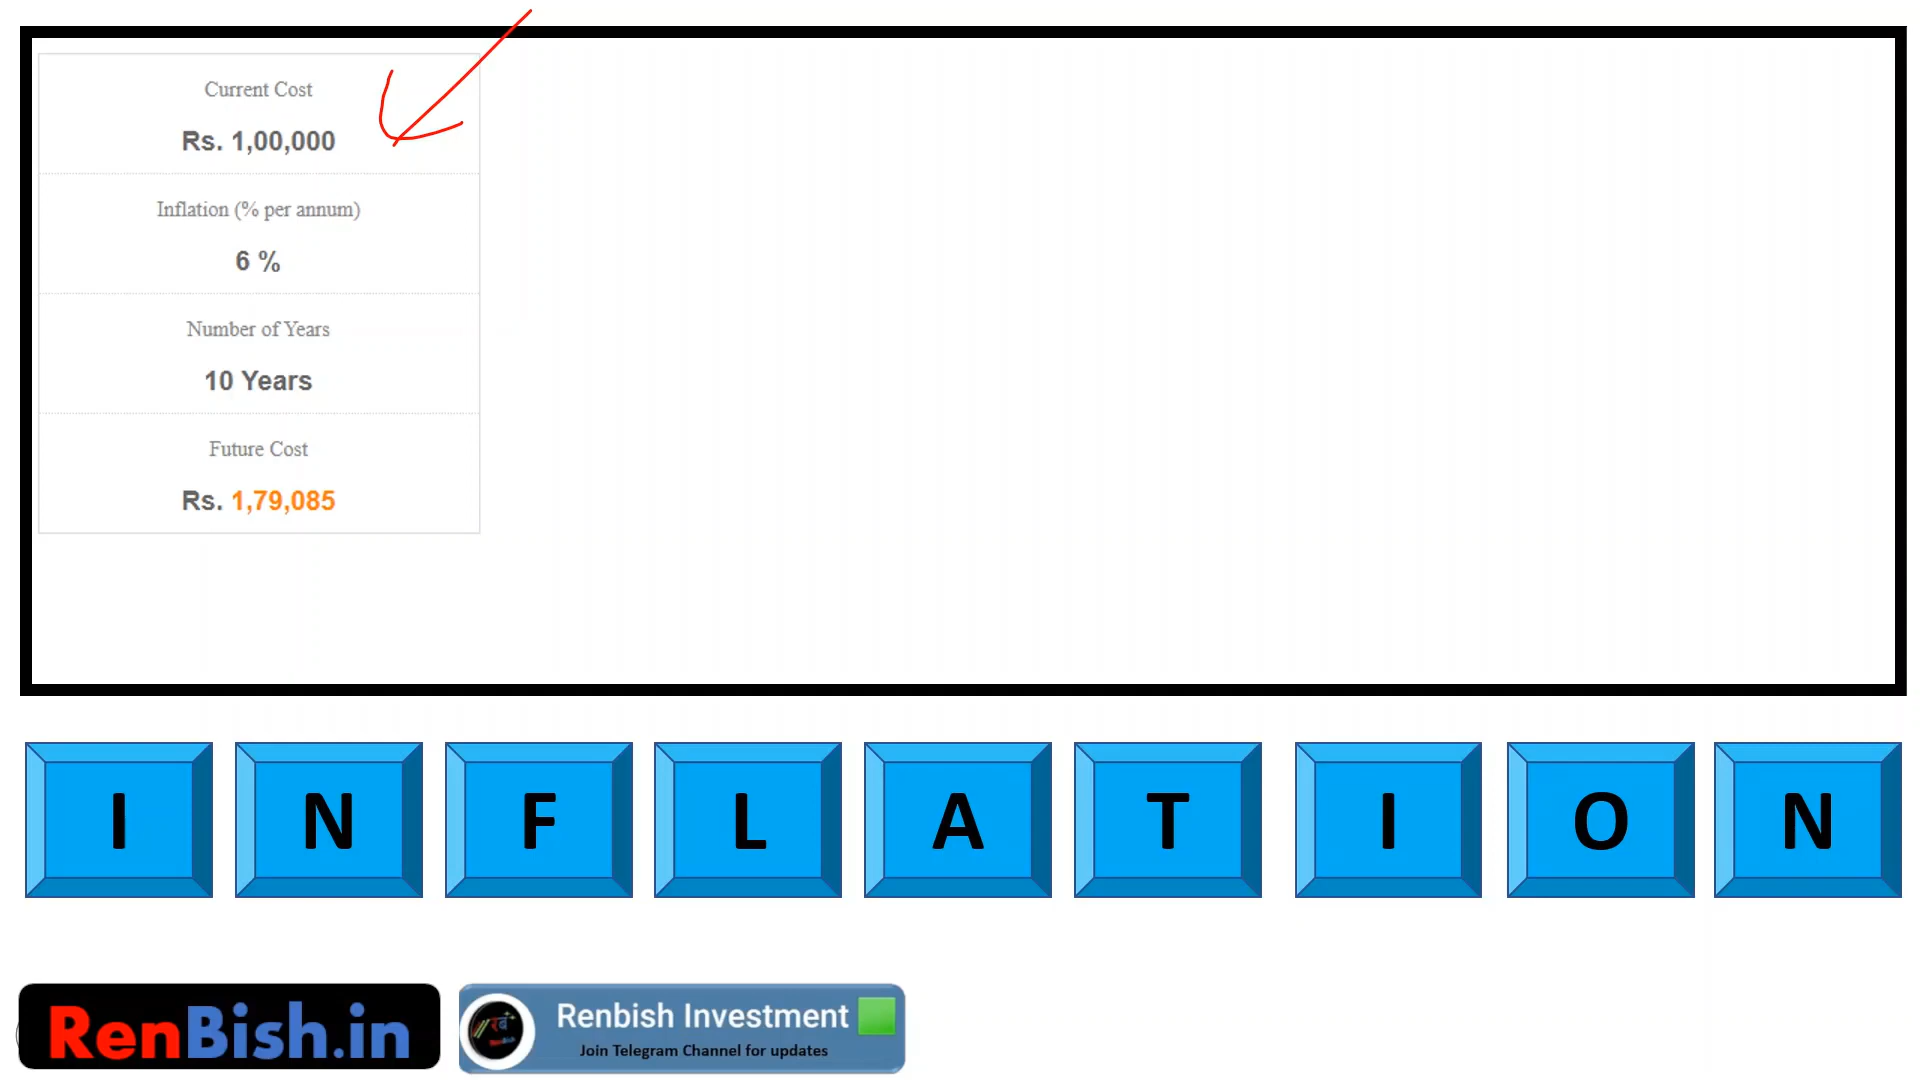 Current Cost
Rs. 1,00,000
Inflation (% per annum)
6 %
Number of Years
10 Years
Future Cost
Rs. 1,79,085
I N F L A T I O N
RenBish.in
Renbish Investment
Join Telegram Channel for updates